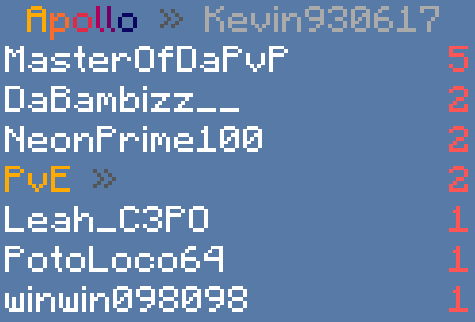 Apollo » Kevin930617
MasterOfDaPvP 5
DaBambizz__ 2
NeonPrime100 2
PvE » 2
Leah_C3PO 1
PotoLoco64 1
winwin098098 1